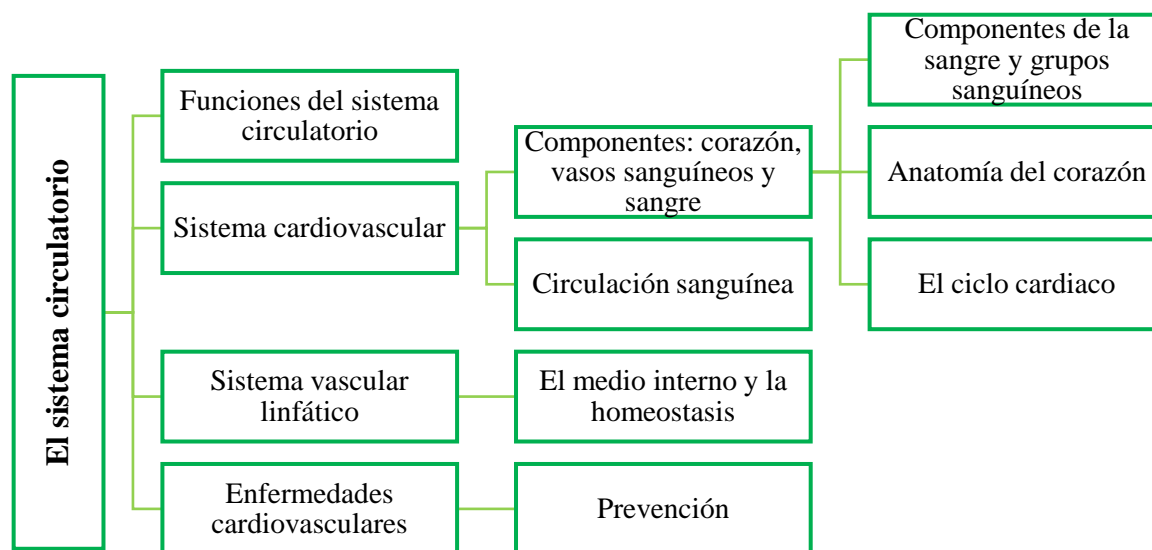 El sistema circulatorio
Funciones del sistema
circulatorio
Sistema cardiovascular
Componentes: corazón,
vasos sanguíneos y
sangre
Componentes de la
sangre y grupos
sanguíneos
Anatomía del corazón
El ciclo cardiaco
Circulación sanguínea
Sistema vascular
linfático
El medio interno y la
homeostasis
Enfermedades
cardiovasculares
Prevención